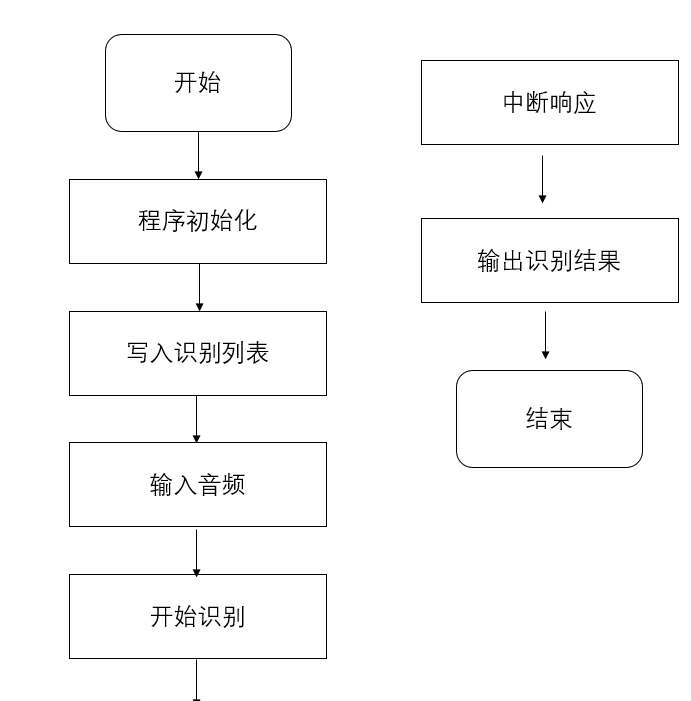 开始
程序初始化
写入识别列表
输入音频
开始识别
中断响应
输出识别结果
结束